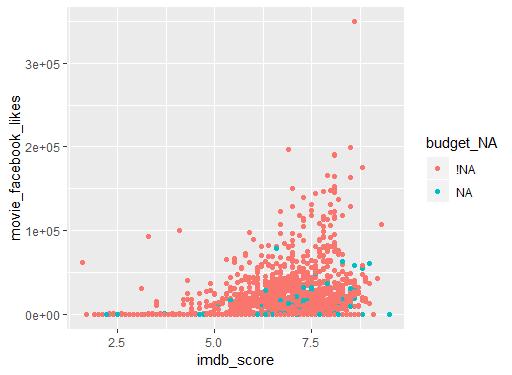 movie_facebook_likes
3e+05
2e+05
1e+05
0e+00
2.5 5.0 7.5
imdb_score
budget_NA
!NA
NA